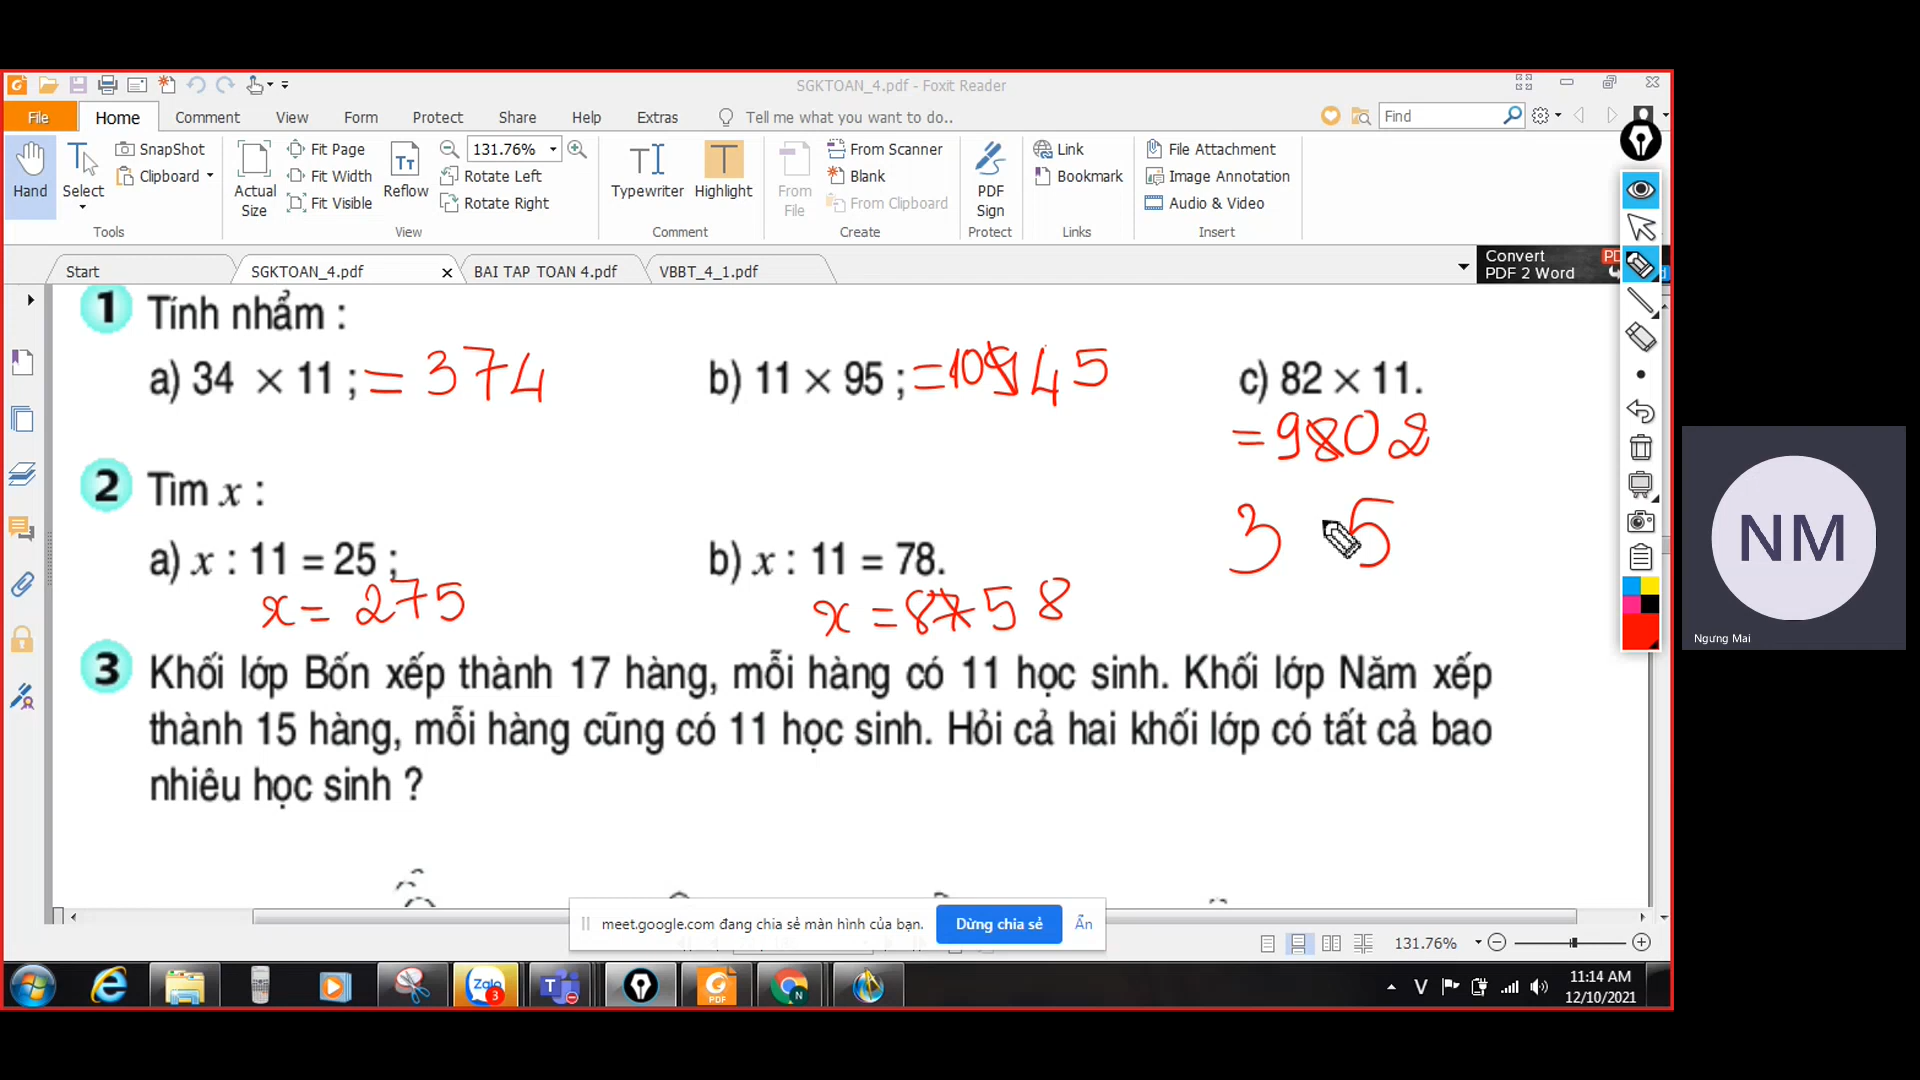 SGKTOAN_4.pdf - Foxit Reader
File Home Comment View Form Protect Share Help Extras Tell me what you want to do.. Find
Hand Select SnapShot Clipboard Tools
Actual Size Fit Page Fit Width Fit Visible Reflow 131.76% Rotate Left Rotate Right View
Typewriter Highlight Comment
From File From Scanner Blank From Clipboard Create
PDF Sign Protect
Link Bookmark Links
File Attachment Image Annotation Audio & Video Insert
Start SGKTOAN_4.pdf BAI TAP TOAN 4.pdf VBBT_4_1.pdf
Convert
PDF 2 Word
1 Tính nhẩm :
a) 34 × 11 ; = 374 b) 11 × 95 ; = 10945 c) 82 × 11.
= 9802
2 Tìm x :
3 5
a) x : 11 = 25 ; b) x : 11 = 78.
x = 275 x = 8758
3 Khối lớp Bốn xếp thành 17 hàng, mỗi hàng có 11 học sinh. Khối lớp Năm xếp
thành 15 hàng, mỗi hàng cũng có 11 học sinh. Hỏi cả hai khối lớp có tất cả bao
nhiêu học sinh ?
meet.google.com đang chia sẻ màn hình của bạn. Dừng chia sẻ Ẩn
131.76%
Zalo 3 PDF N V 11:14 AM
12/10/2021
NM
Ngưng Mai